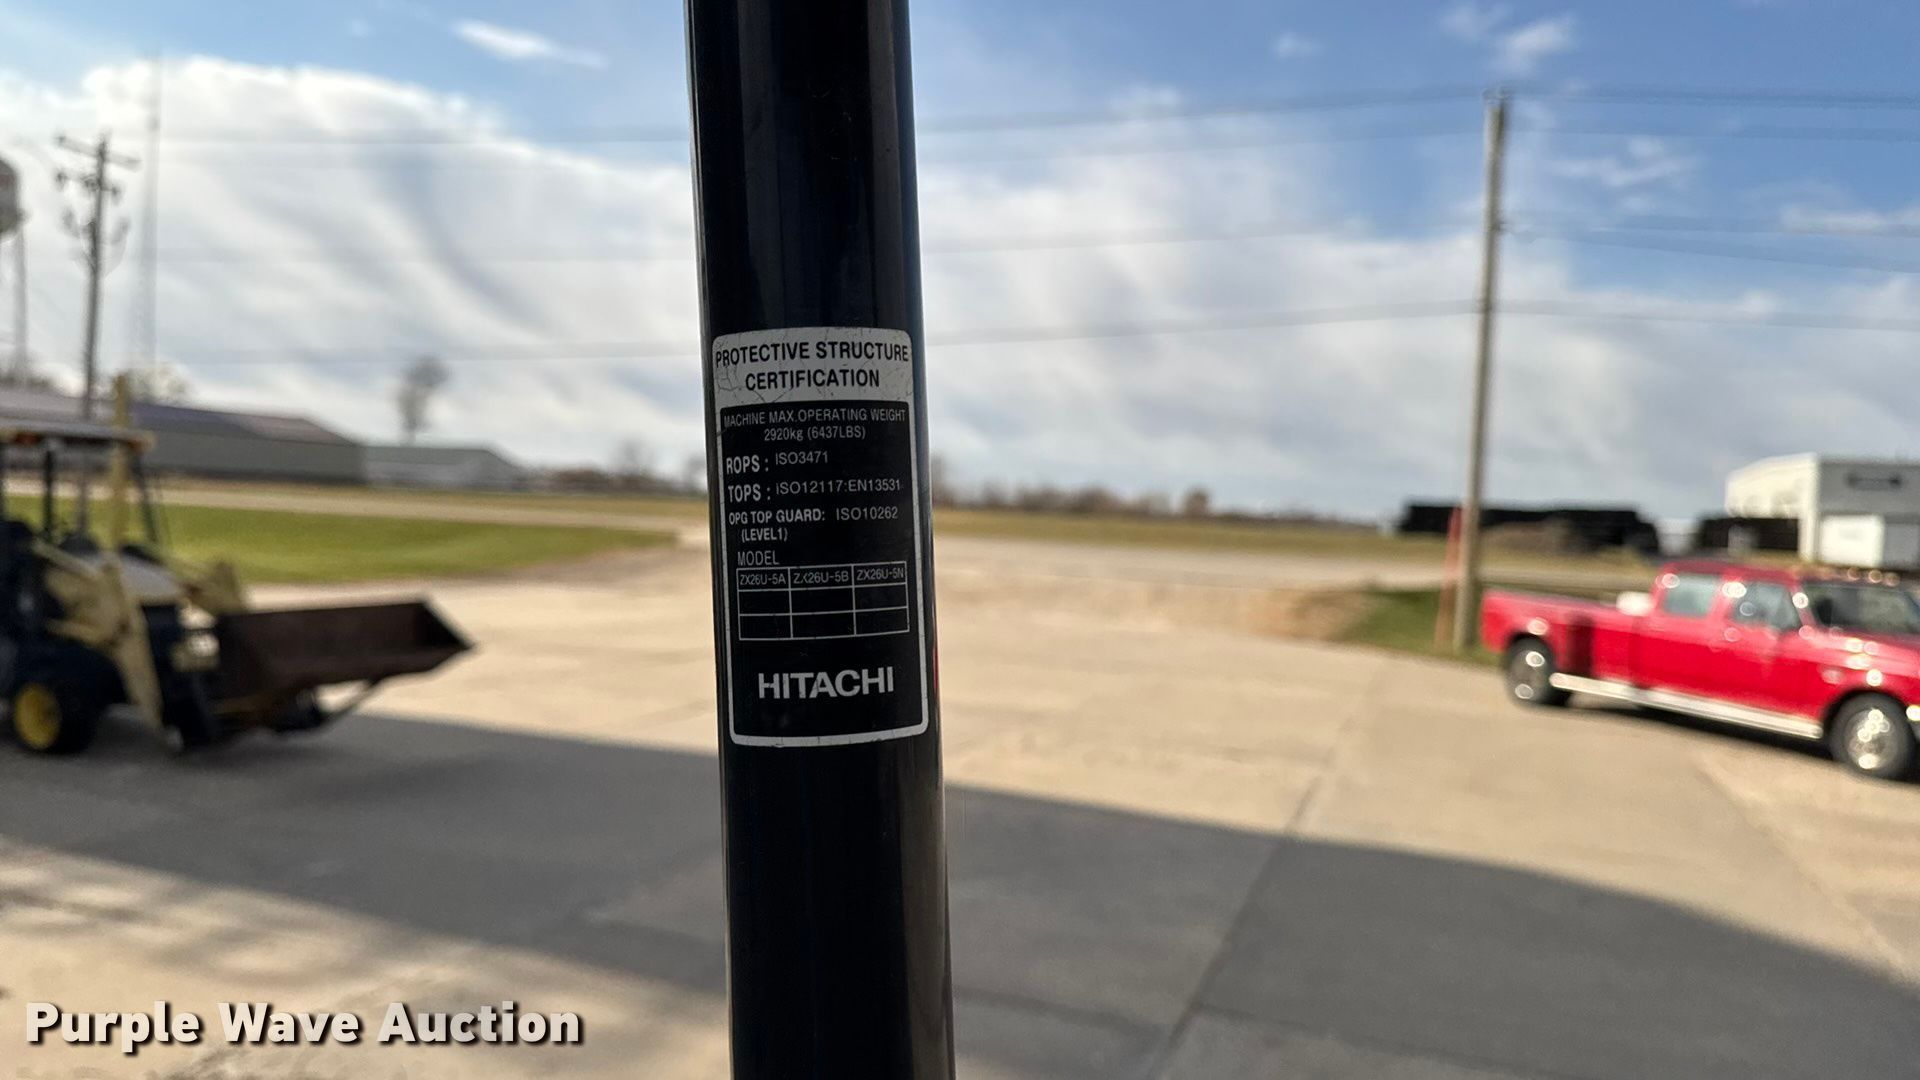 PROTECTIVE STRUCTURE
CERTIFICATION
MACHINE MAX.OPERATING WEIGHT
2920kg (6437LBS)
ROPS : ISO3471
TOPS : ISO12117:EN13531
OPG TOP GUARD: ISO10262
(LEVEL1)
MODEL
ZX26U-5A ZX26U-5B ZX26U-5N
HITACHI
Purple Wave Auction